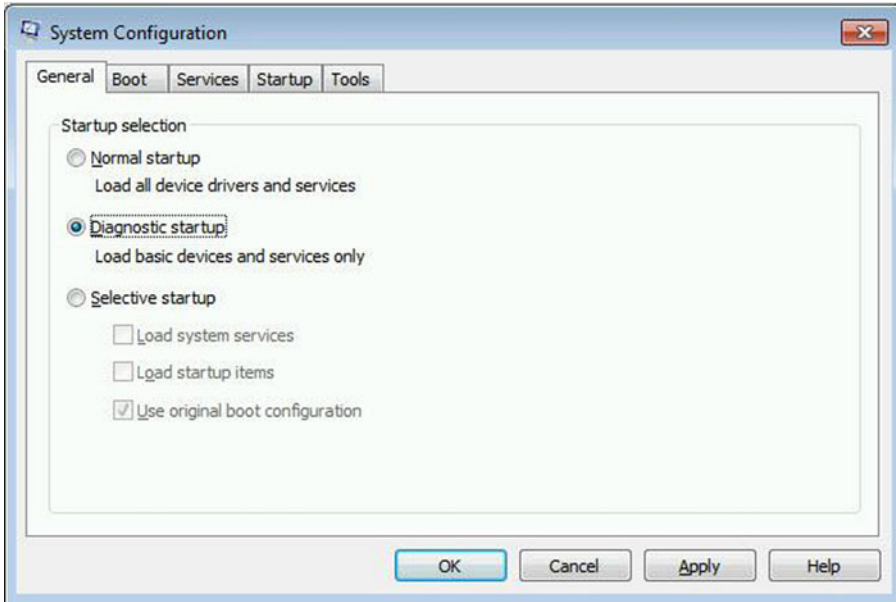 System Configuration
General Boot Services Startup Tools
Startup selection
Normal startup
Load all device drivers and services
Diagnostic startup
Load basic devices and services only
Selective startup
Load system services
Load startup items
Use original boot configuration
OK Cancel Apply Help